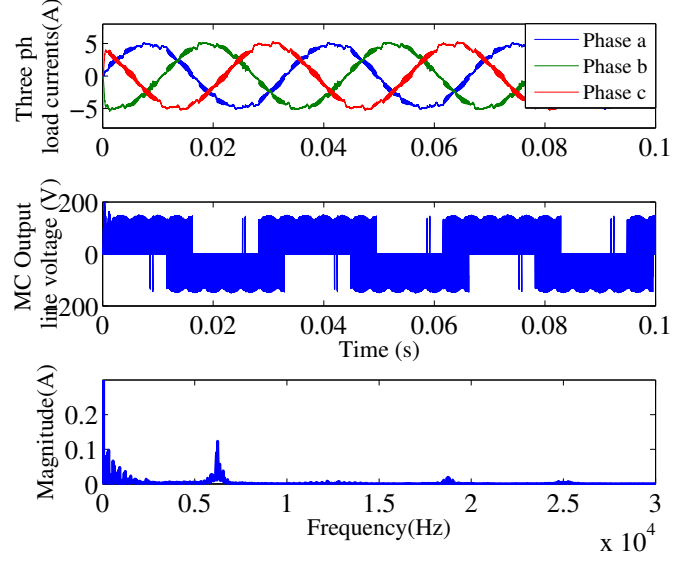 Three ph
load currents(A)
5
0
−5
0
0.02
0.04
0.06
0.08
0.1
Phase a
Phase b
Phase c
MC Output
line voltage (V)
200
0
200
0
0.02
0.04
0.06
0.08
0.1
Time (s)
Magnitude(A)
0.2
0.1
0
0
0.5
1
1.5
2
2.5
3
Frequency(Hz)
x 10^4